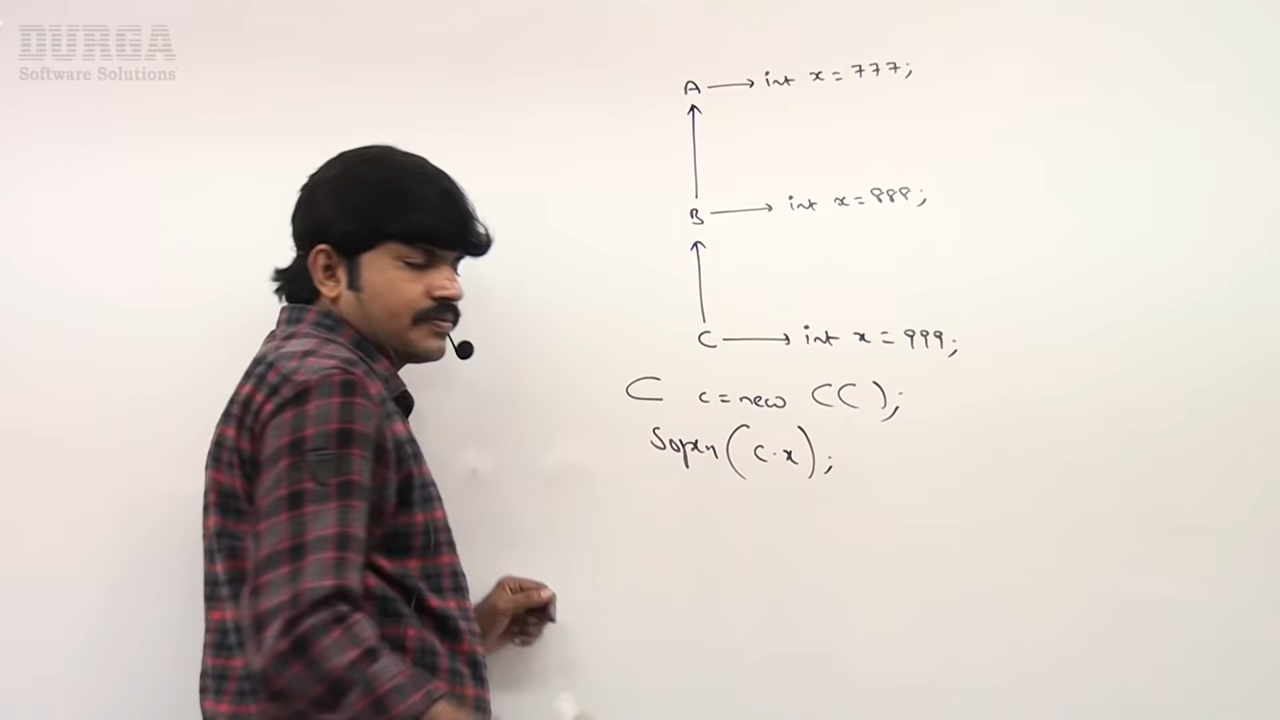 DURGA
Software Solutions
A → int x = 777;
B → int x = 888;
C → int x = 999;
C c = new C( );
Sopln(c.x);